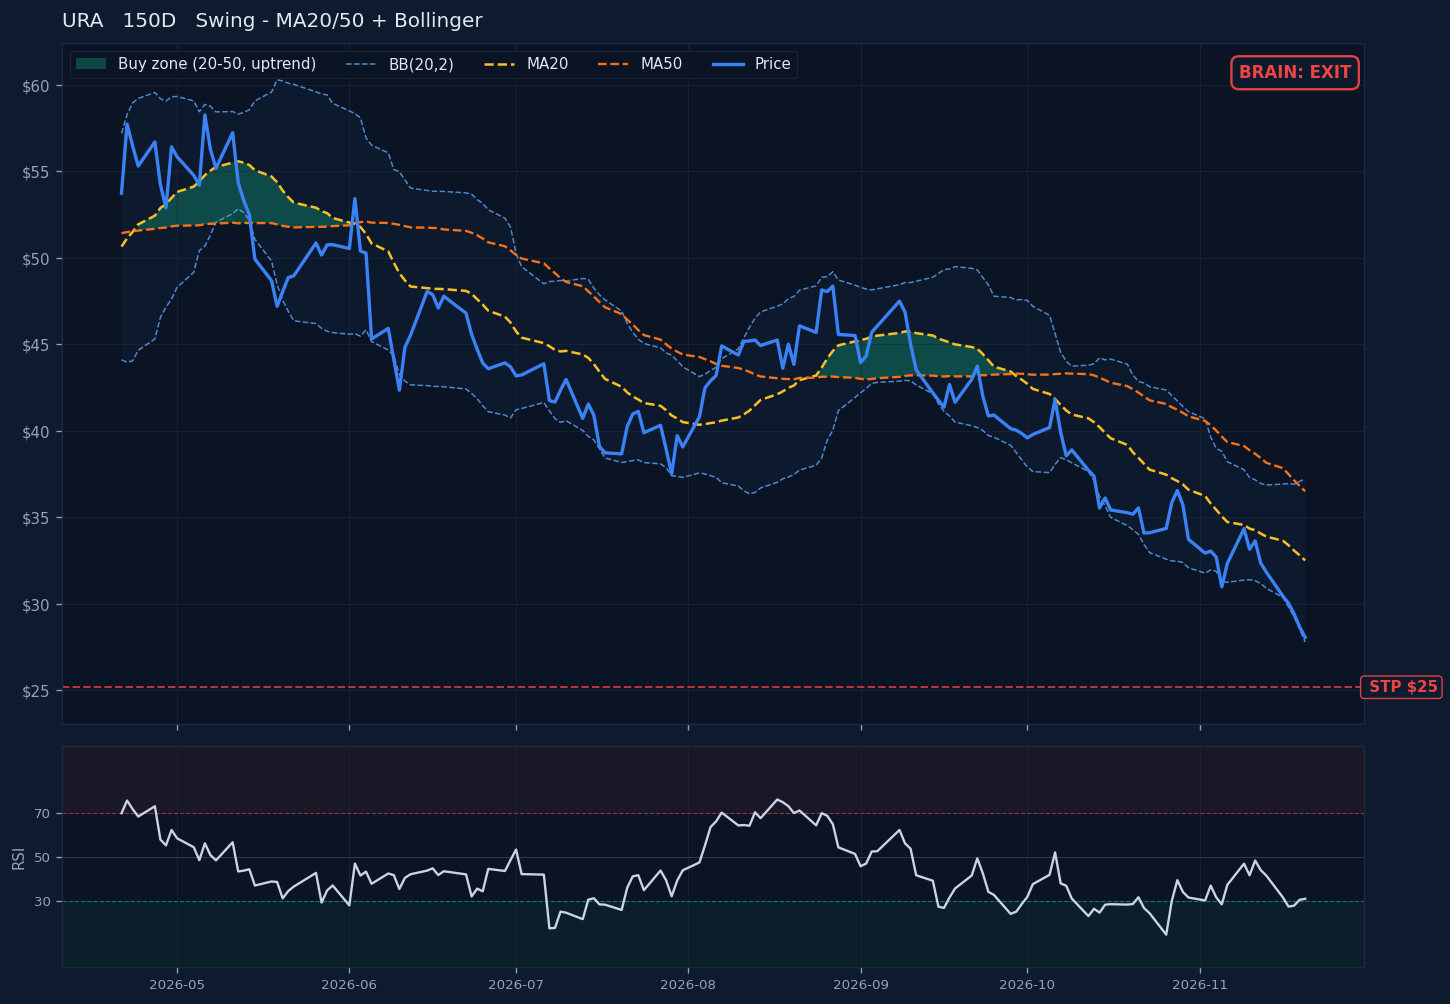 URA 150D Swing - MA20/50 + Bollinger
Buy zone (20-50, uptrend) BB(20,2) MA20 MA50 Price
BRAIN: EXIT
$60
$55
$50
$45
$40
$35
$30
$25
STP $25
RSI
70
50
30
2026-05 2026-06 2026-07 2026-08 2026-09 2026-10 2026-11